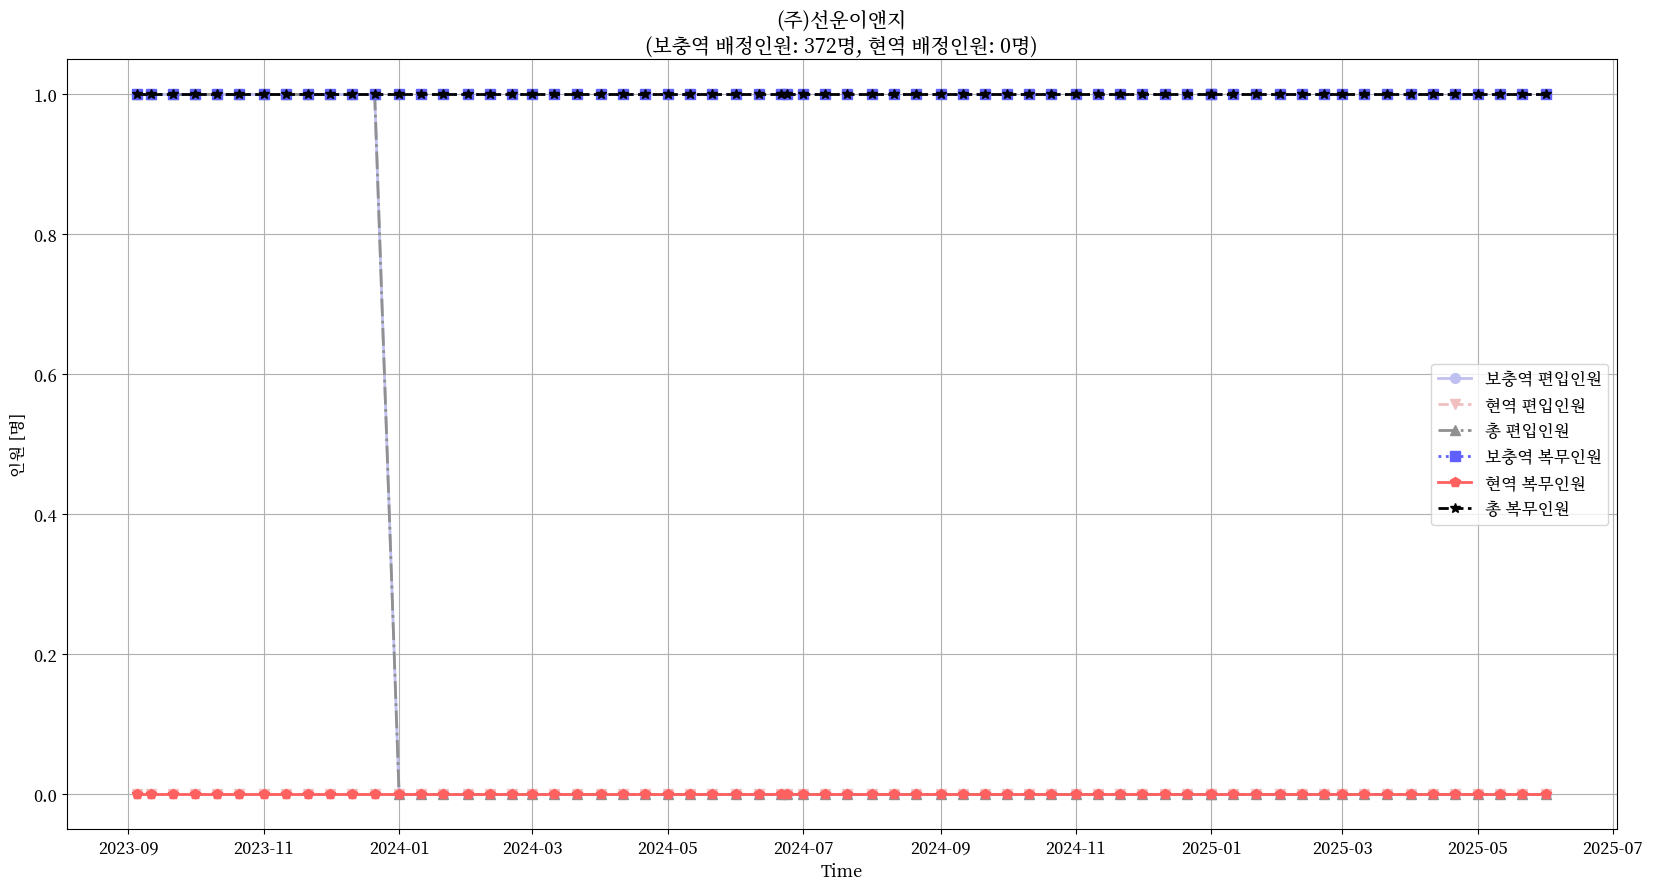 (주)선운이앤지
(보충역 배정인원: 372명, 현역 배정인원: 0명)
인원 [명]
1.0
0.8
0.6
0.4
0.2
0.0
보충역 편입인원
현역 편입인원
총 편입인원
보충역 복무인원
현역 복무인원
총 복무인원
2023-09
2023-11
2024-01
2024-03
2024-05
2024-07
2024-09
2024-11
2025-01
2025-03
2025-05
2025-07
Time